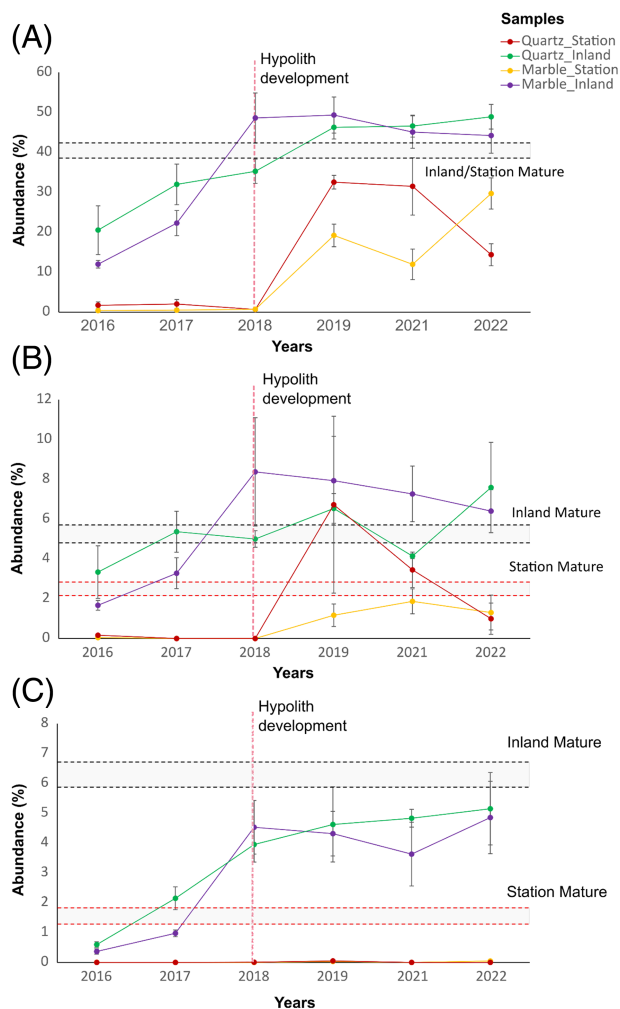 (A)
Samples
Quartz_Station
Quartz_Inland
Marble_Station
Marble_Inland
Hypolith
development
60
50
40
30
20
10
0
Abundance (%)
Inland/Station Mature
2016 2017 2018 2019 2021 2022
Years
(B)
Hypolith
development
12
10
8
6
4
2
0
Abundance (%)
Inland Mature
Station Mature
2016 2017 2018 2019 2021 2022
Years
(C)
Hypolith
development
8
7
6
5
4
3
2
1
0
Abundance (%)
Inland Mature
Station Mature
2016 2017 2018 2019 2021 2022
Years